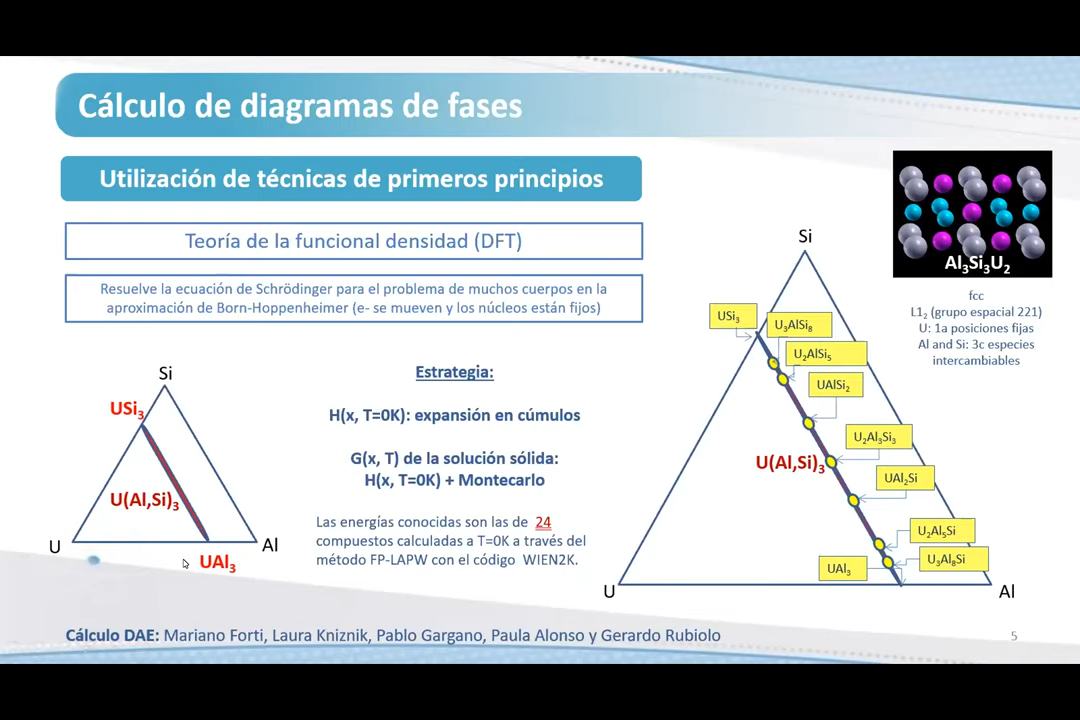 Cálculo de diagramas de fases
Utilización de técnicas de primeros principios
Teoría de la funcional densidad (DFT)
Resuelve la ecuación de Schrödinger para el problema de muchos cuerpos en la
aproximación de Born-Hoppenheimer (e- se mueven y los núcleos están fijos)
Si
USi₃
U(Al,Si)₃
U
Al
UAl₃
Estrategia:
H(x, T=0K): expansión en cúmulos
G(x, T) de la solución sólida:
H(x, T=0K) + Montecarlo
Las energías conocidas son las de 24
compuestos calculadas a T=0K a través del
método FP-LAPW con el código WIEN2K.
Si
USi₃
U₃AlSi₈
U₂AlSi₅
UAlSi₂
U₂Al₃Si₃
U(Al,Si)₃
UAl₂Si
U₂Al₅Si
U₃Al₈Si
UAl₃
U
Al
Al₃Si₃U₂
fcc
L1₂ (grupo espacial 221)
U: 1a posiciones fijas
Al and Si: 3c especies
intercambiables
Cálculo DAE: Mariano Forti, Laura Kniznik, Pablo Gargano, Paula Alonso y Gerardo Rubiolo
5